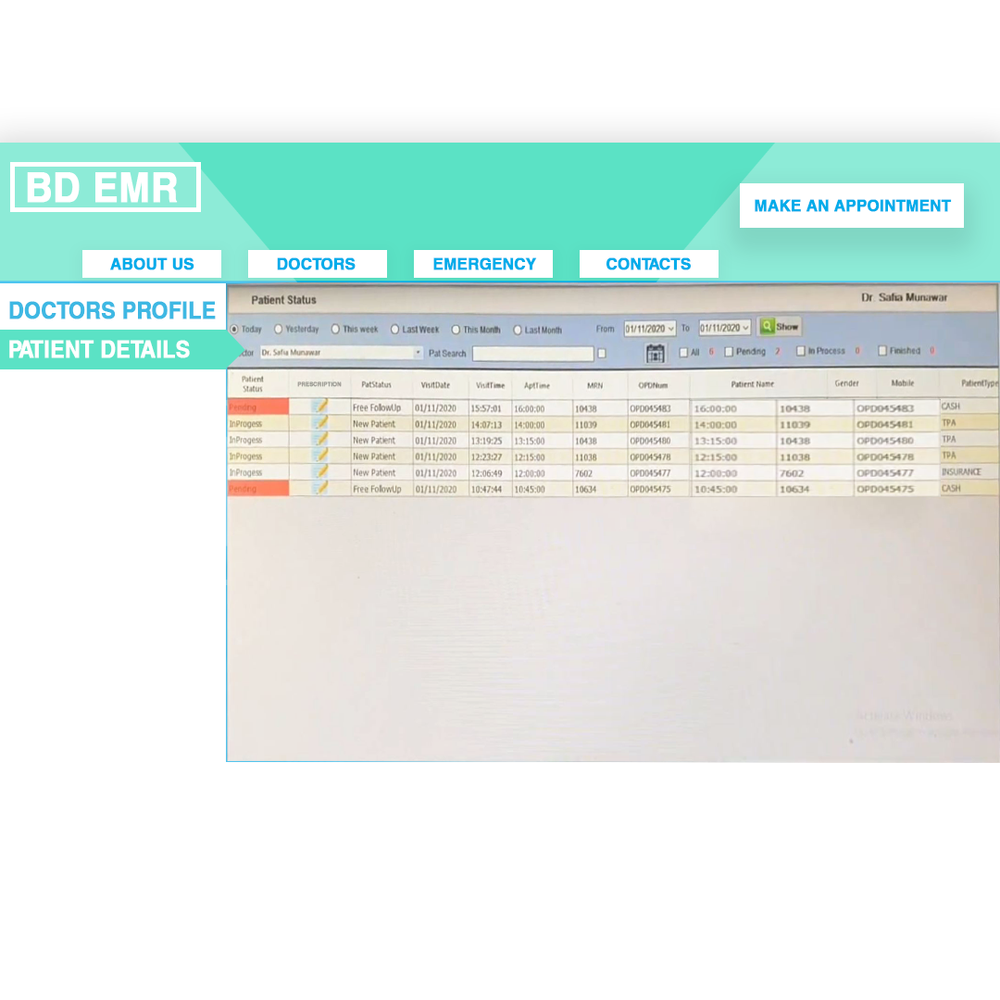 BD EMR
MAKE AN APPOINTMENT
ABOUT US DOCTORS EMERGENCY CONTACTS
DOCTORS PROFILE
PATIENT DETAILS
Patient Status Dr. Safia Munawar
Today Yesterday This week Last Week This Month Last Month From 01/11/2020 To 01/11/2020 Show
Dr. Safia Munawar Pat Search All 6 Pending 2 In Process 0 Finished 0
Patient Status PRESCRIPTION PatStatus VisitDate VisitTime AptTime MRN OPDNum Patient Name Gender Mobile PatientType
Pending Free FollowUp 01/11/2020 15:57:01 16:00:00 10438 OPD045483 16:00:00 10438 OPD045483 CASH
InProgess New Patient 01/11/2020 14:07:13 14:00:00 11039 OPD045481 14:00:00 11039 OPD045481 TPA
InProgess New Patient 01/11/2020 13:19:25 13:15:00 10438 OPD045480 13:15:00 10438 OPD045480 TPA
InProgess New Patient 01/11/2020 12:23:27 12:15:00 11038 OPD045478 12:15:00 11038 OPD045478 TPA
InProgess New Patient 01/11/2020 12:06:49 12:00:00 7602 OPD045477 12:00:00 7602 OPD045477 INSURANCE
Pending Free FollowUp 01/11/2020 10:47:44 10:45:00 10634 OPD045475 10:45:00 10634 OPD045475 CASH
Activate Windows